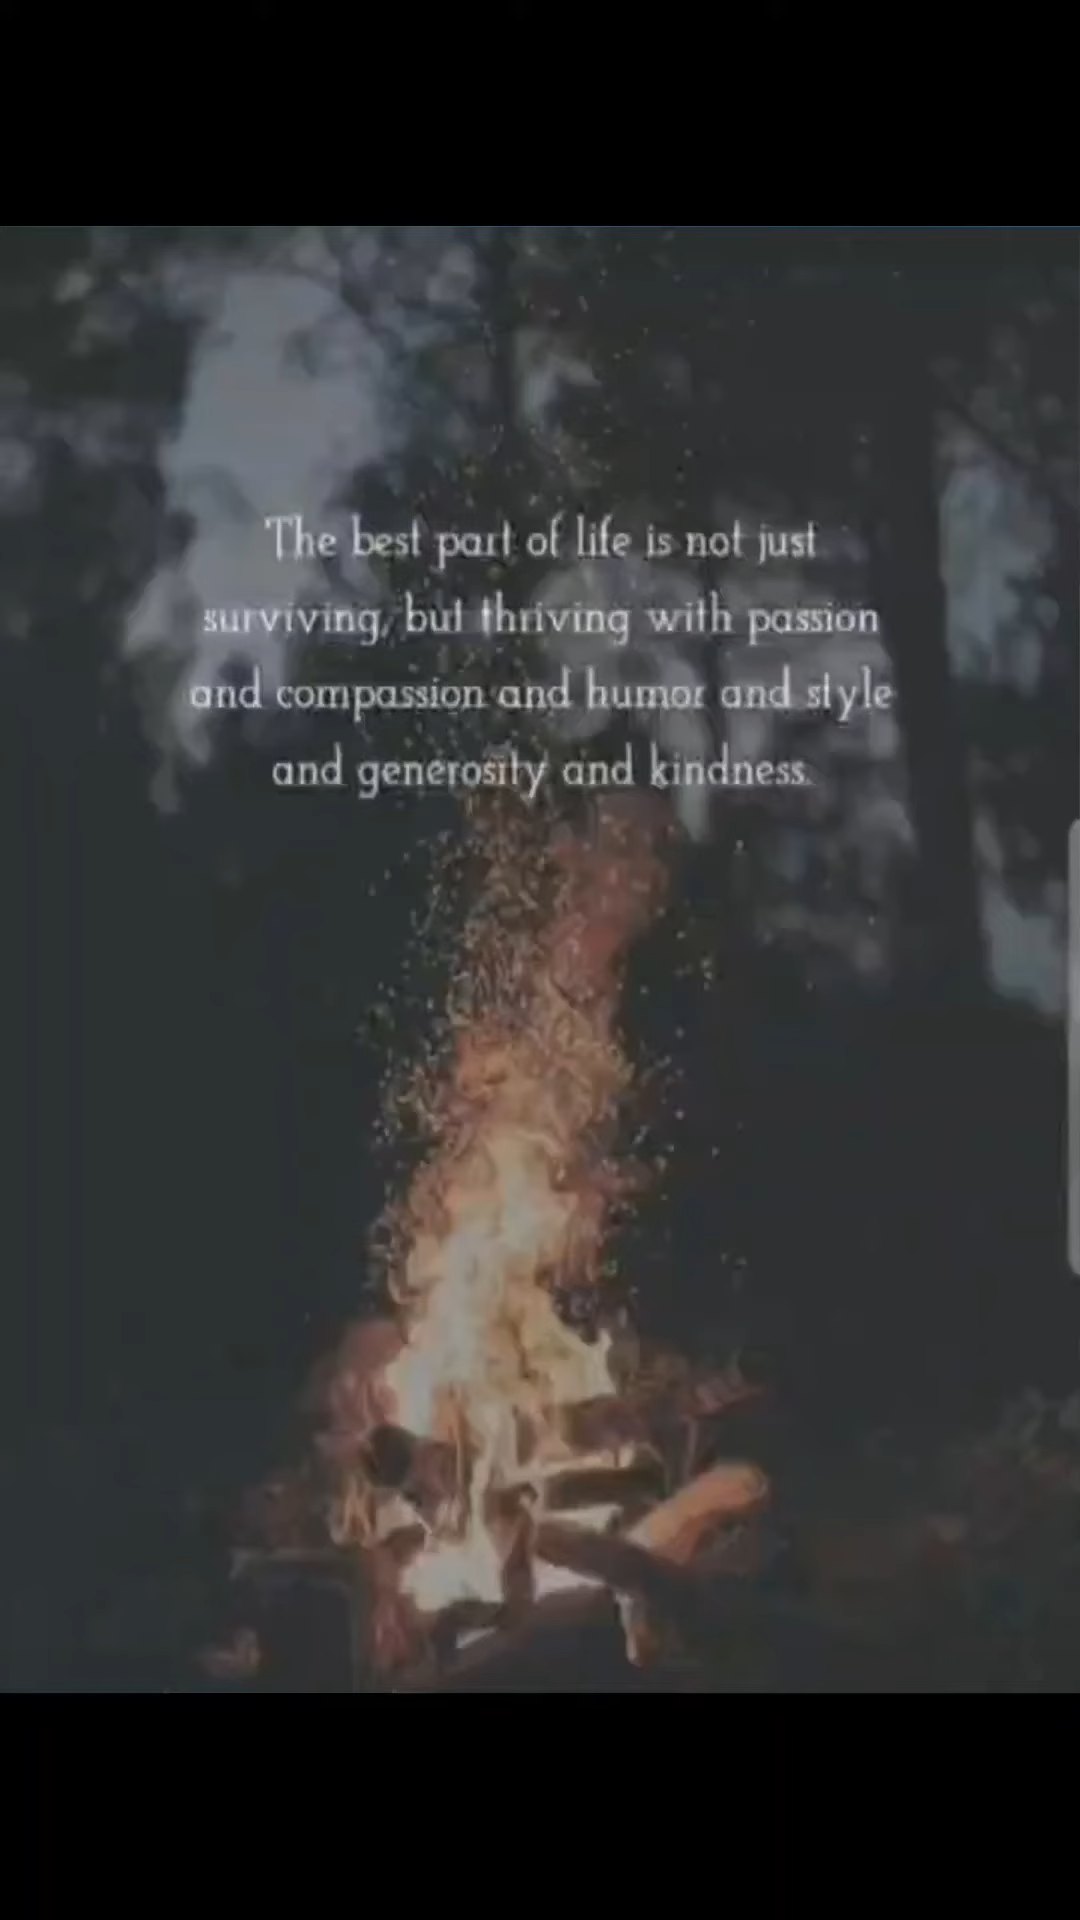 The best part of life is not just
surviving, but thriving with passion
and compassion and humor and style
and generosity and kindness.